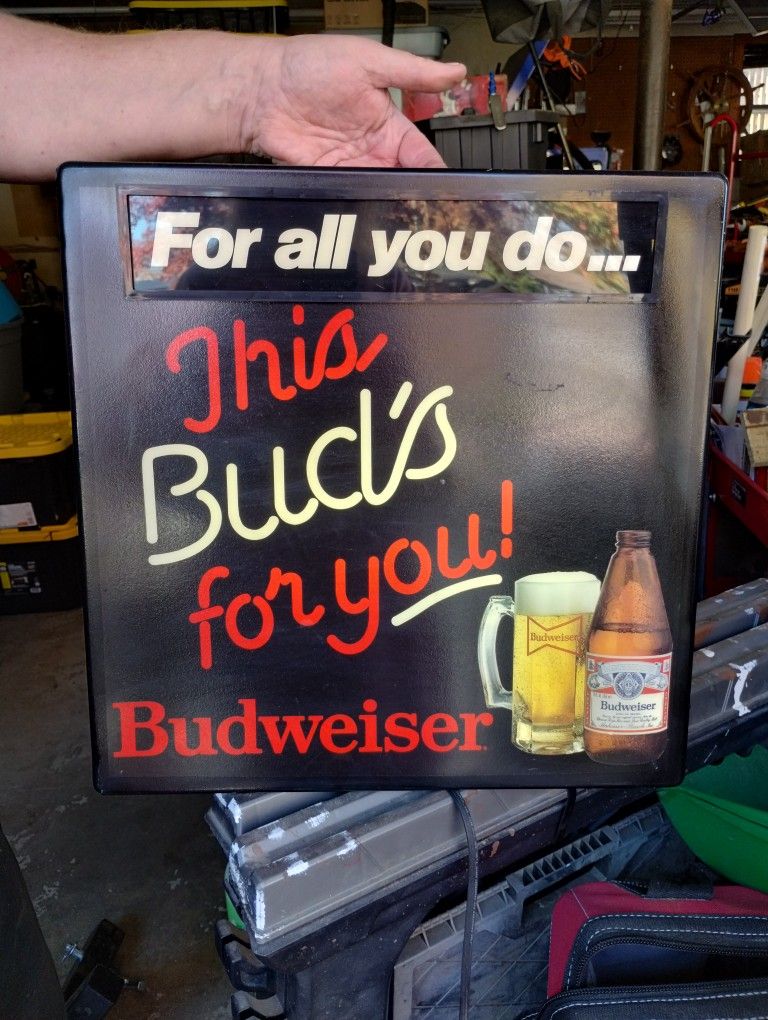 For all you do...
This
Bud's
for you!
Budweiser
Budweiser
Budweiser